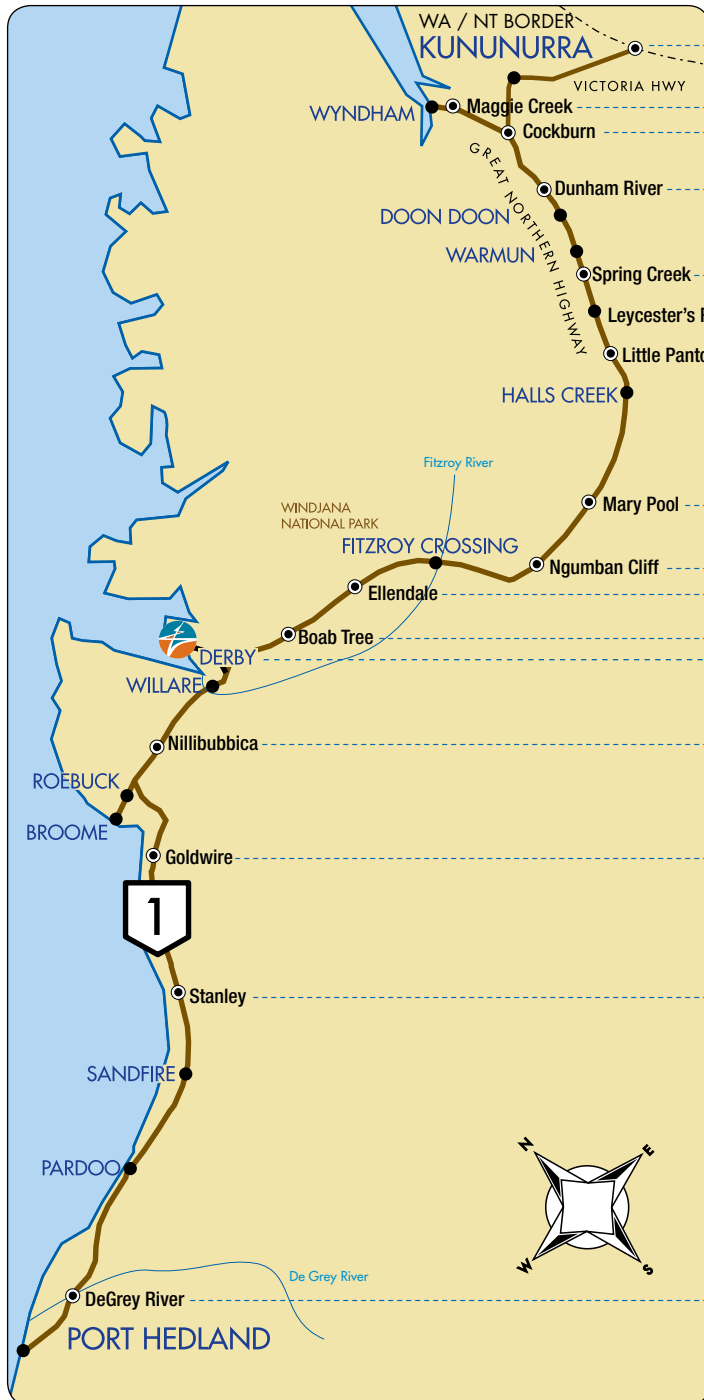 WA / NT BORDER
KUNUNURRA
VICTORIA HWY
WYNDHAM
Maggie Creek
Cockburn
GREAT NORTHERN HIGHWAY
Dunham River
DOON DOON
WARMUN
Spring Creek
Leycester's
Little
HALLS CREEK
Fitzroy River
Mary Pool
WINDJANA
NATIONAL PARK
FITZROY CROSSING
Ngumban Cliff
Ellendale
Boab Tree
DERBY
WILLARE
Nillibubbica
ROEBUCK
BROOME
Goldwire
1
Stanley
SANDFIRE
N
E
PARDOO
W
S
De Grey River
DeGrey River
PORT HEDLAND